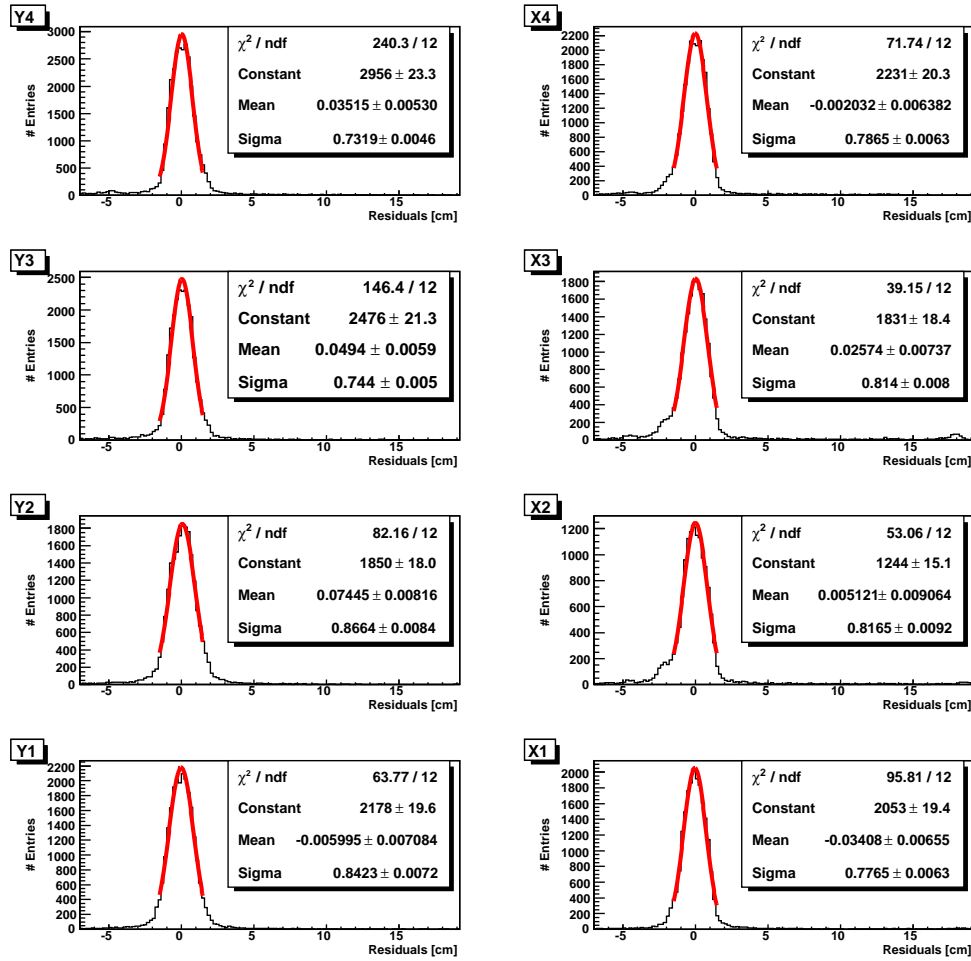 Y4
# Entries
3000
2500
2000
1500
1000
500
0
-5 0 5 10 15
Residuals [cm]
χ² / ndf 240.3 / 12
Constant 2956 ± 23.3
Mean 0.03515 ± 0.00530
Sigma 0.7319 ± 0.0046
X4
# Entries
2200
2000
1800
1600
1400
1200
1000
800
600
400
200
0
-5 0 5 10 15
Residuals [cm]
χ² / ndf 71.74 / 12
Constant 2231 ± 20.3
Mean -0.002032 ± 0.006382
Sigma 0.7865 ± 0.0063
Y3
# Entries
2500
2000
1500
1000
500
0
-5 0 5 10 15
Residuals [cm]
χ² / ndf 146.4 / 12
Constant 2476 ± 21.3
Mean 0.0494 ± 0.0059
Sigma 0.744 ± 0.005
X3
# Entries
1800
1600
1400
1200
1000
800
600
400
200
0
-5 0 5 10 15
Residuals [cm]
χ² / ndf 39.15 / 12
Constant 1831 ± 18.4
Mean 0.02574 ± 0.00737
Sigma 0.814 ± 0.008
Y2
# Entries
1800
1600
1400
1200
1000
800
600
400
200
0
-5 0 5 10 15
Residuals [cm]
χ² / ndf 82.16 / 12
Constant 1850 ± 18.0
Mean 0.07445 ± 0.00816
Sigma 0.8664 ± 0.0084
X2
# Entries
1200
1000
800
600
400
200
0
-5 0 5 10 15
Residuals [cm]
χ² / ndf 53.06 / 12
Constant 1244 ± 15.1
Mean 0.005121 ± 0.009064
Sigma 0.8165 ± 0.0092
Y1
# Entries
2200
2000
1800
1600
1400
1200
1000
800
600
400
200
0
-5 0 5 10 15
Residuals [cm]
χ² / ndf 63.77 / 12
Constant 2178 ± 19.6
Mean -0.005995 ± 0.007084
Sigma 0.8423 ± 0.0072
X1
# Entries
2000
1800
1600
1400
1200
1000
800
600
400
200
0
-5 0 5 10 15
Residuals [cm]
χ² / ndf 95.81 / 12
Constant 2053 ± 19.4
Mean -0.03408 ± 0.00655
Sigma 0.7765 ± 0.0063